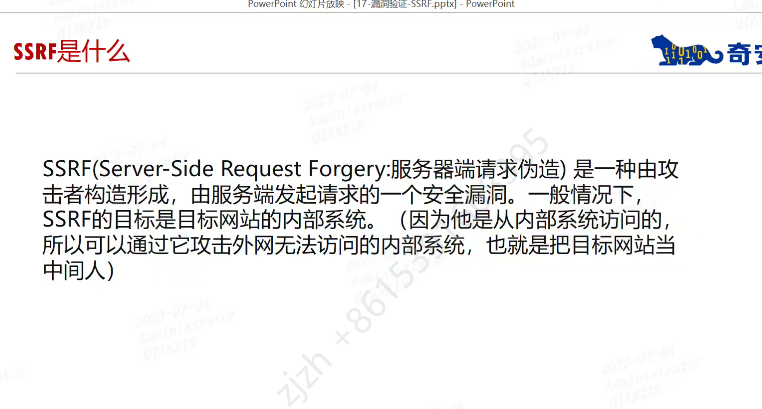 PowerPoint 幻灯片放映 - [17-漏洞验证-SSRF.pptx] - PowerPoint
SSRF是什么
奇安
SSRF(Server-Side Request Forgery:服务器端请求伪造) 是一种由攻
击者构造形成，由服务端发起请求的一个安全漏洞。一般情况下，
SSRF的目标是目标网站的内部系统。（因为他是从内部系统访问的，
所以可以通过它攻击外网无法访问的内部系统，也就是把目标网站当
中间人）
2023-07-04
Administrator
QIANXIN